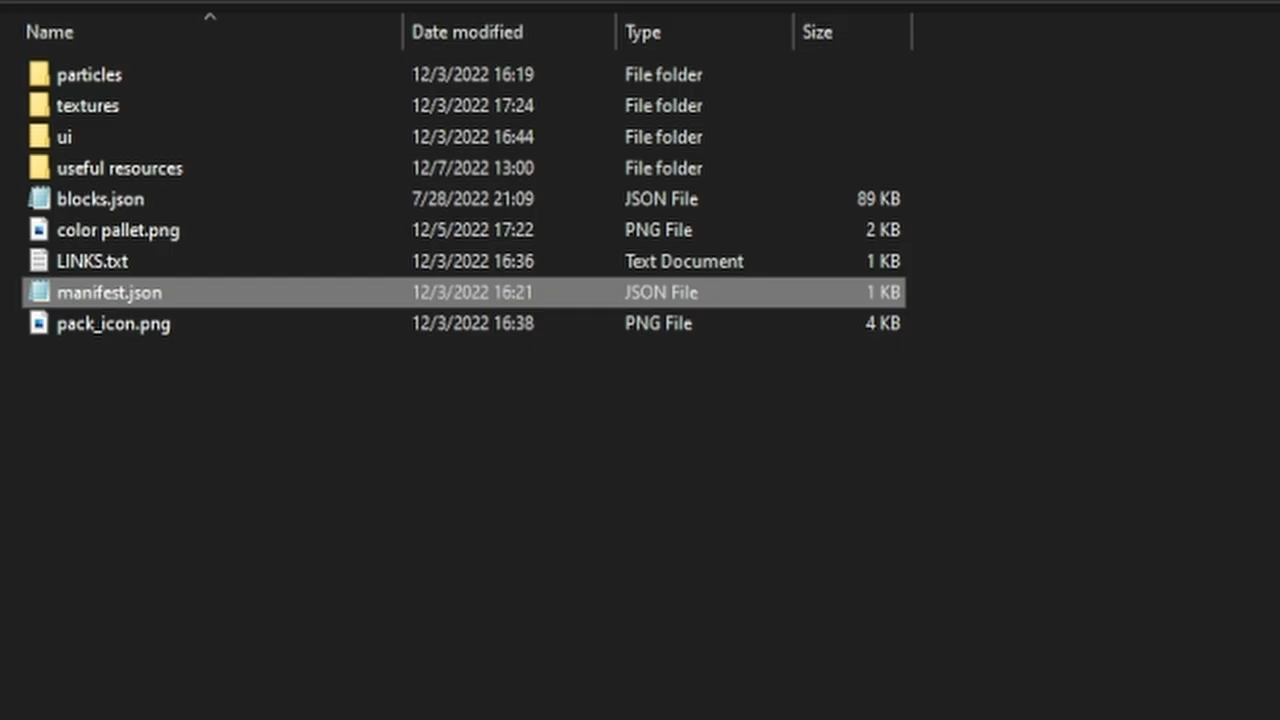 Name Date modified Type Size
particles 12/3/2022 16:19 File folder
textures 12/3/2022 17:24 File folder
ui 12/3/2022 16:44 File folder
useful resources 12/7/2022 13:00 File folder
blocks.json 7/28/2022 21:09 JSON File 89 KB
color pallet.png 12/5/2022 17:22 PNG File 2 KB
LINKS.txt 12/3/2022 16:36 Text Document 1 KB
manifest.json 12/3/2022 16:21 JSON File 1 KB
pack_icon.png 12/3/2022 16:38 PNG File 4 KB